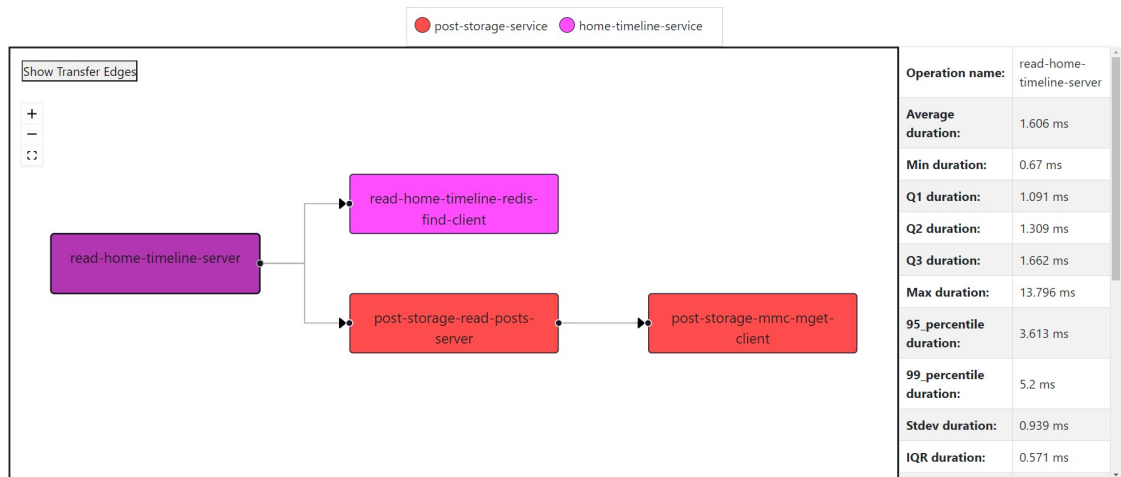 post-storage-service home-timeline-service
Show Transfer Edges
+
−
read-home-timeline-server
read-home-timeline-redis-
find-client
post-storage-read-posts-
server
post-storage-mmc-mget-
client
Operation name: read-home-
timeline-server
Average
duration: 1.606 ms
Min duration: 0.67 ms
Q1 duration: 1.091 ms
Q2 duration: 1.309 ms
Q3 duration: 1.662 ms
Max duration: 13.796 ms
95_percentile
duration: 3.613 ms
99_percentile
duration: 5.2 ms
Stdev duration: 0.939 ms
IQR duration: 0.571 ms